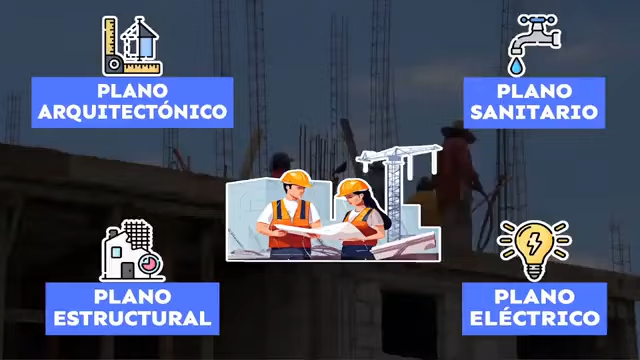 PLANO
ARQUITECTÓNICO
PLANO
SANITARIO
PLANO
ESTRUCTURAL
PLANO
ELÉCTRICO